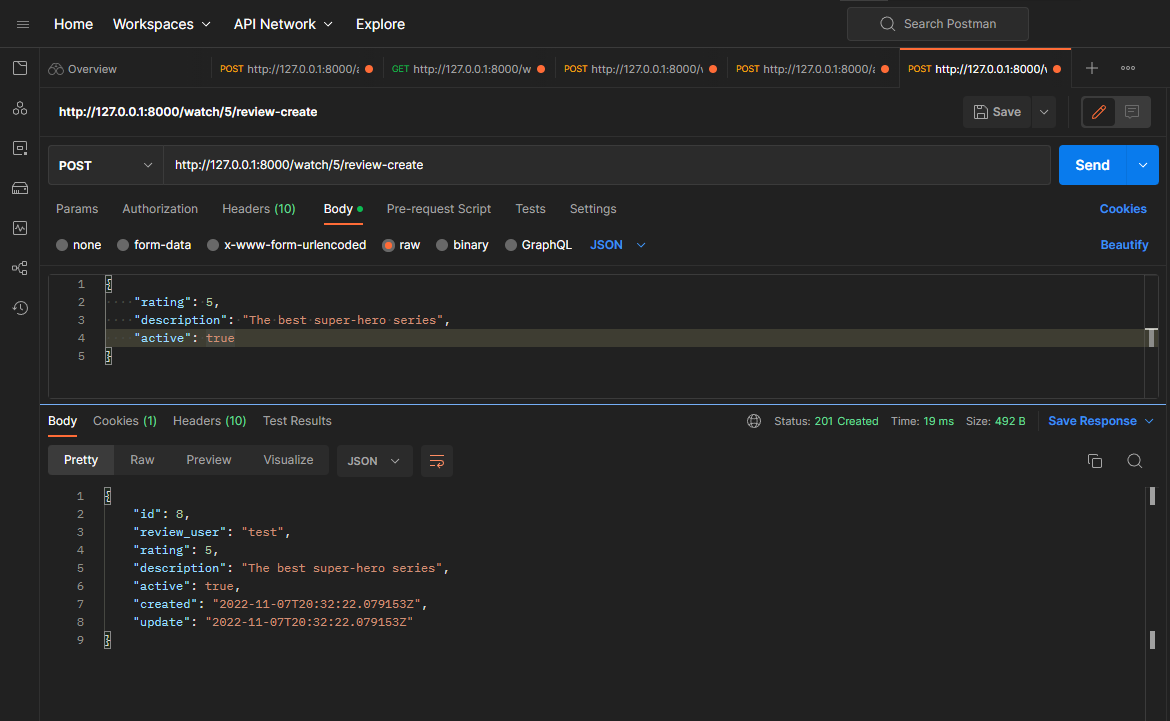 Home Workspaces API Network Explore Search Postman
Overview POST http://127.0.0.1:8000/a GET http://127.0.0.1:8000/w POST http://127.0.0.1:8000/ POST http://127.0.0.1:8000/a POST http://127.0.0.1:8000/
http://127.0.0.1:8000/watch/5/review-create Save
POST http://127.0.0.1:8000/watch/5/review-create Send
Params Authorization Headers (10) Body Pre-request Script Tests Settings Cookies
none form-data x-www-form-urlencoded raw binary GraphQL JSON Beautify
1 {
2 "rating": 5,
3 "description": "The best super-hero series",
4 "active": true
5 }
Body Cookies (1) Headers (10) Test Results Status: 201 Created Time: 19 ms Size: 492 B Save Response
Pretty Raw Preview Visualize JSON
1 {
2 "id": 8,
3 "review_user": "test",
4 "rating": 5,
5 "description": "The best super-hero series",
6 "active": true,
7 "created": "2022-11-07T20:32:22.079153Z",
8 "update": "2022-11-07T20:32:22.079153Z"
9 }